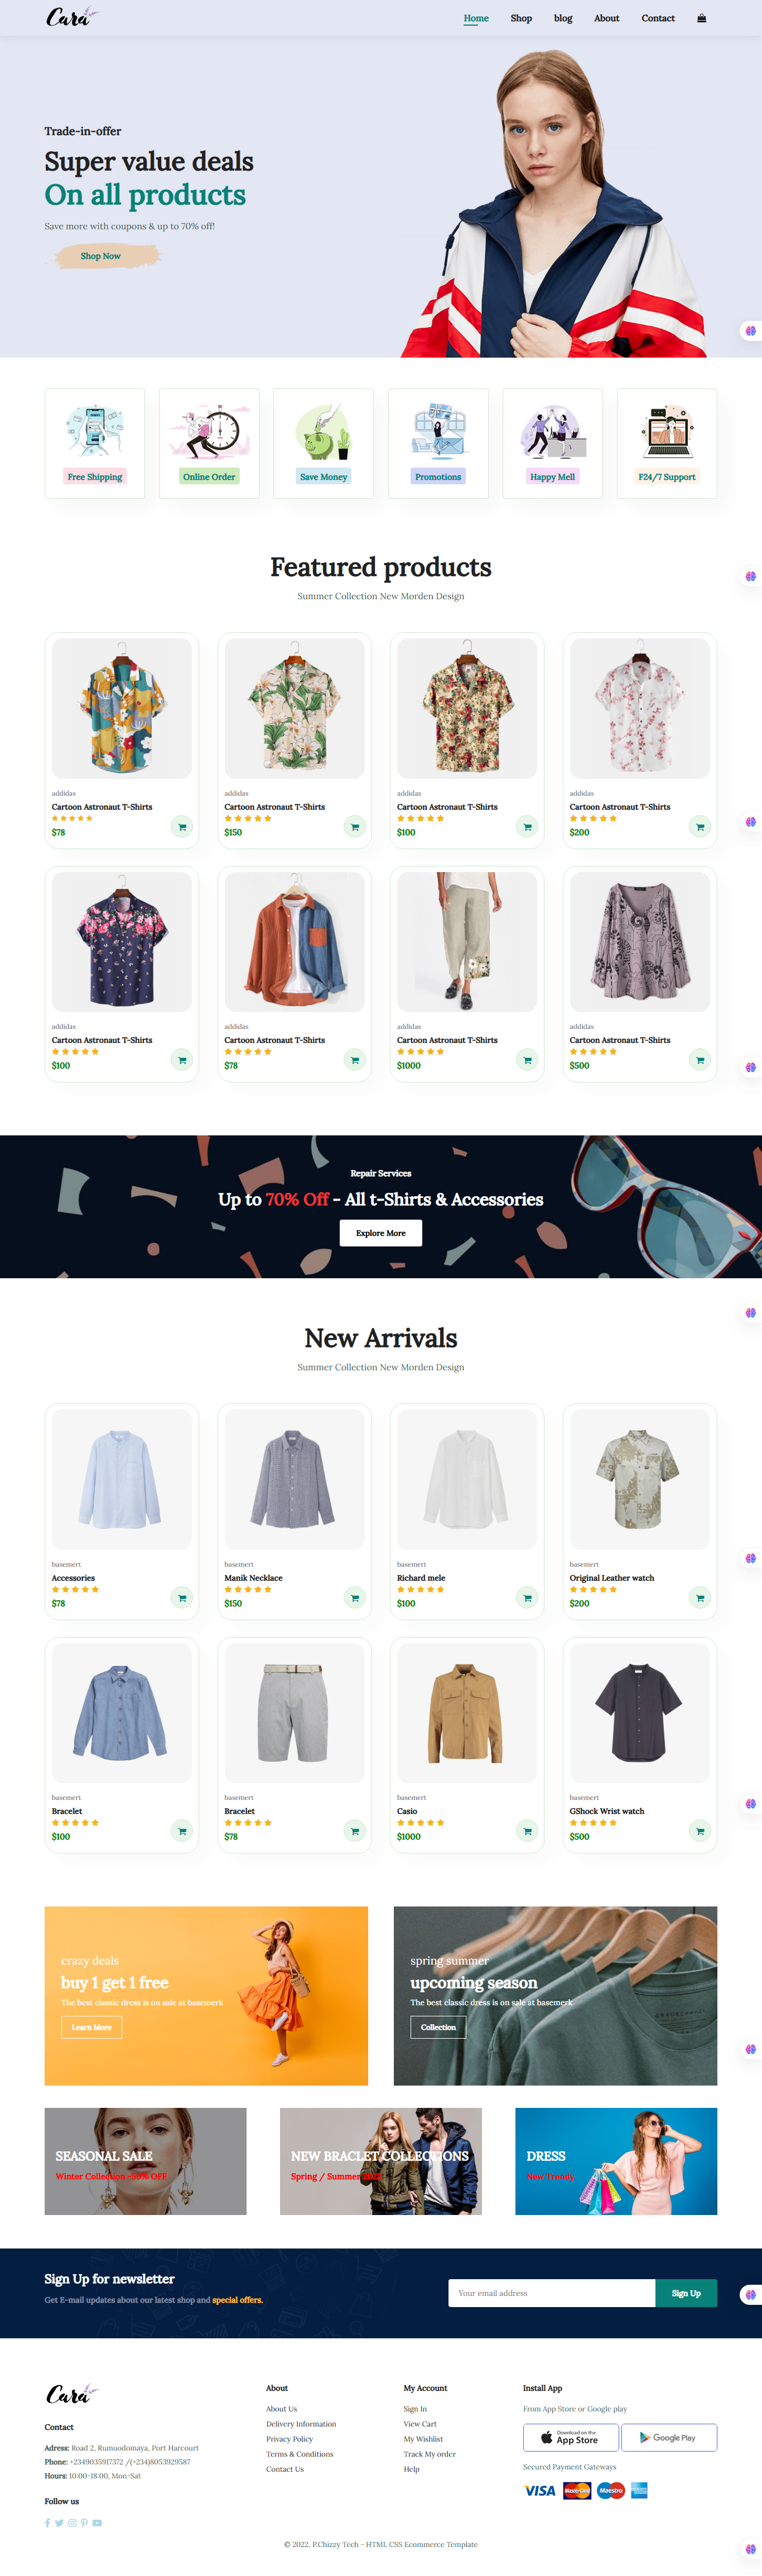 Cara
Home Shop blog About Contact
Trade-in-offer
Super value deals
On all products
Save more with coupons & up to 70% off!
Shop Now
Free Shipping
Online Order
Save Money
Promotions
Happy Mell
F24/7 Support
Featured products
Summer Collection New Morden Design
addidas
Cartoon Astronaut T-Shirts
$78
addidas
Cartoon Astronaut T-Shirts
$150
addidas
Cartoon Astronaut T-Shirts
$100
addidas
Cartoon Astronaut T-Shirts
$200
addidas
Cartoon Astronaut T-Shirts
$100
addidas
Cartoon Astronaut T-Shirts
$78
addidas
Cartoon Astronaut T-Shirts
$1000
addidas
Cartoon Astronaut T-Shirts
$500
Repair Services
Up to 70% Off - All t-Shirts & Accessories
Explore More
New Arrivals
Summer Collection New Morden Design
basemert
Accessories
$78
basemert
Manik Necklace
$150
basemert
Richard mele
$100
basemert
Original Leather watch
$200
basemert
Bracelet
$100
basemert
Bracelet
$78
basemert
Casio
$1000
basemert
GShock Wrist watch
$500
crazy deals
buy 1 get 1 free
The best classic dress is on sale at basemerk
Learn More
spring summer
upcoming season
The best classic dress is on sale at basemerk
Collection
SEASONAL SALE
Winter Collection -50% OFF
NEW BRACLET COLLECTIONS
Spring / Summer 2022
DRESS
New Trendy
Sign Up for newsletter
Get E-mail updates about our latest shop and special offers.
Your email address
Sign Up
Cara
Contact
Adress: Road 2, Rumuodomaya, Port Harcourt
Phone: +2349035917372 /(+234)8053929587
Hours: 10:00-18:00, Mon-Sat
Follow us
About
About Us
Delivery Information
Privacy Policy
Terms & Conditions
Contact Us
My Account
Sign In
View Cart
My Wishlist
Track My order
Help
Install App
From App Store or Google play
Download on the
App Store
Google Play
Secured Payment Gateways
VISA MasterCard Maestro
© 2022, P.Chizzy Tech - HTML CSS Ecommerce Template